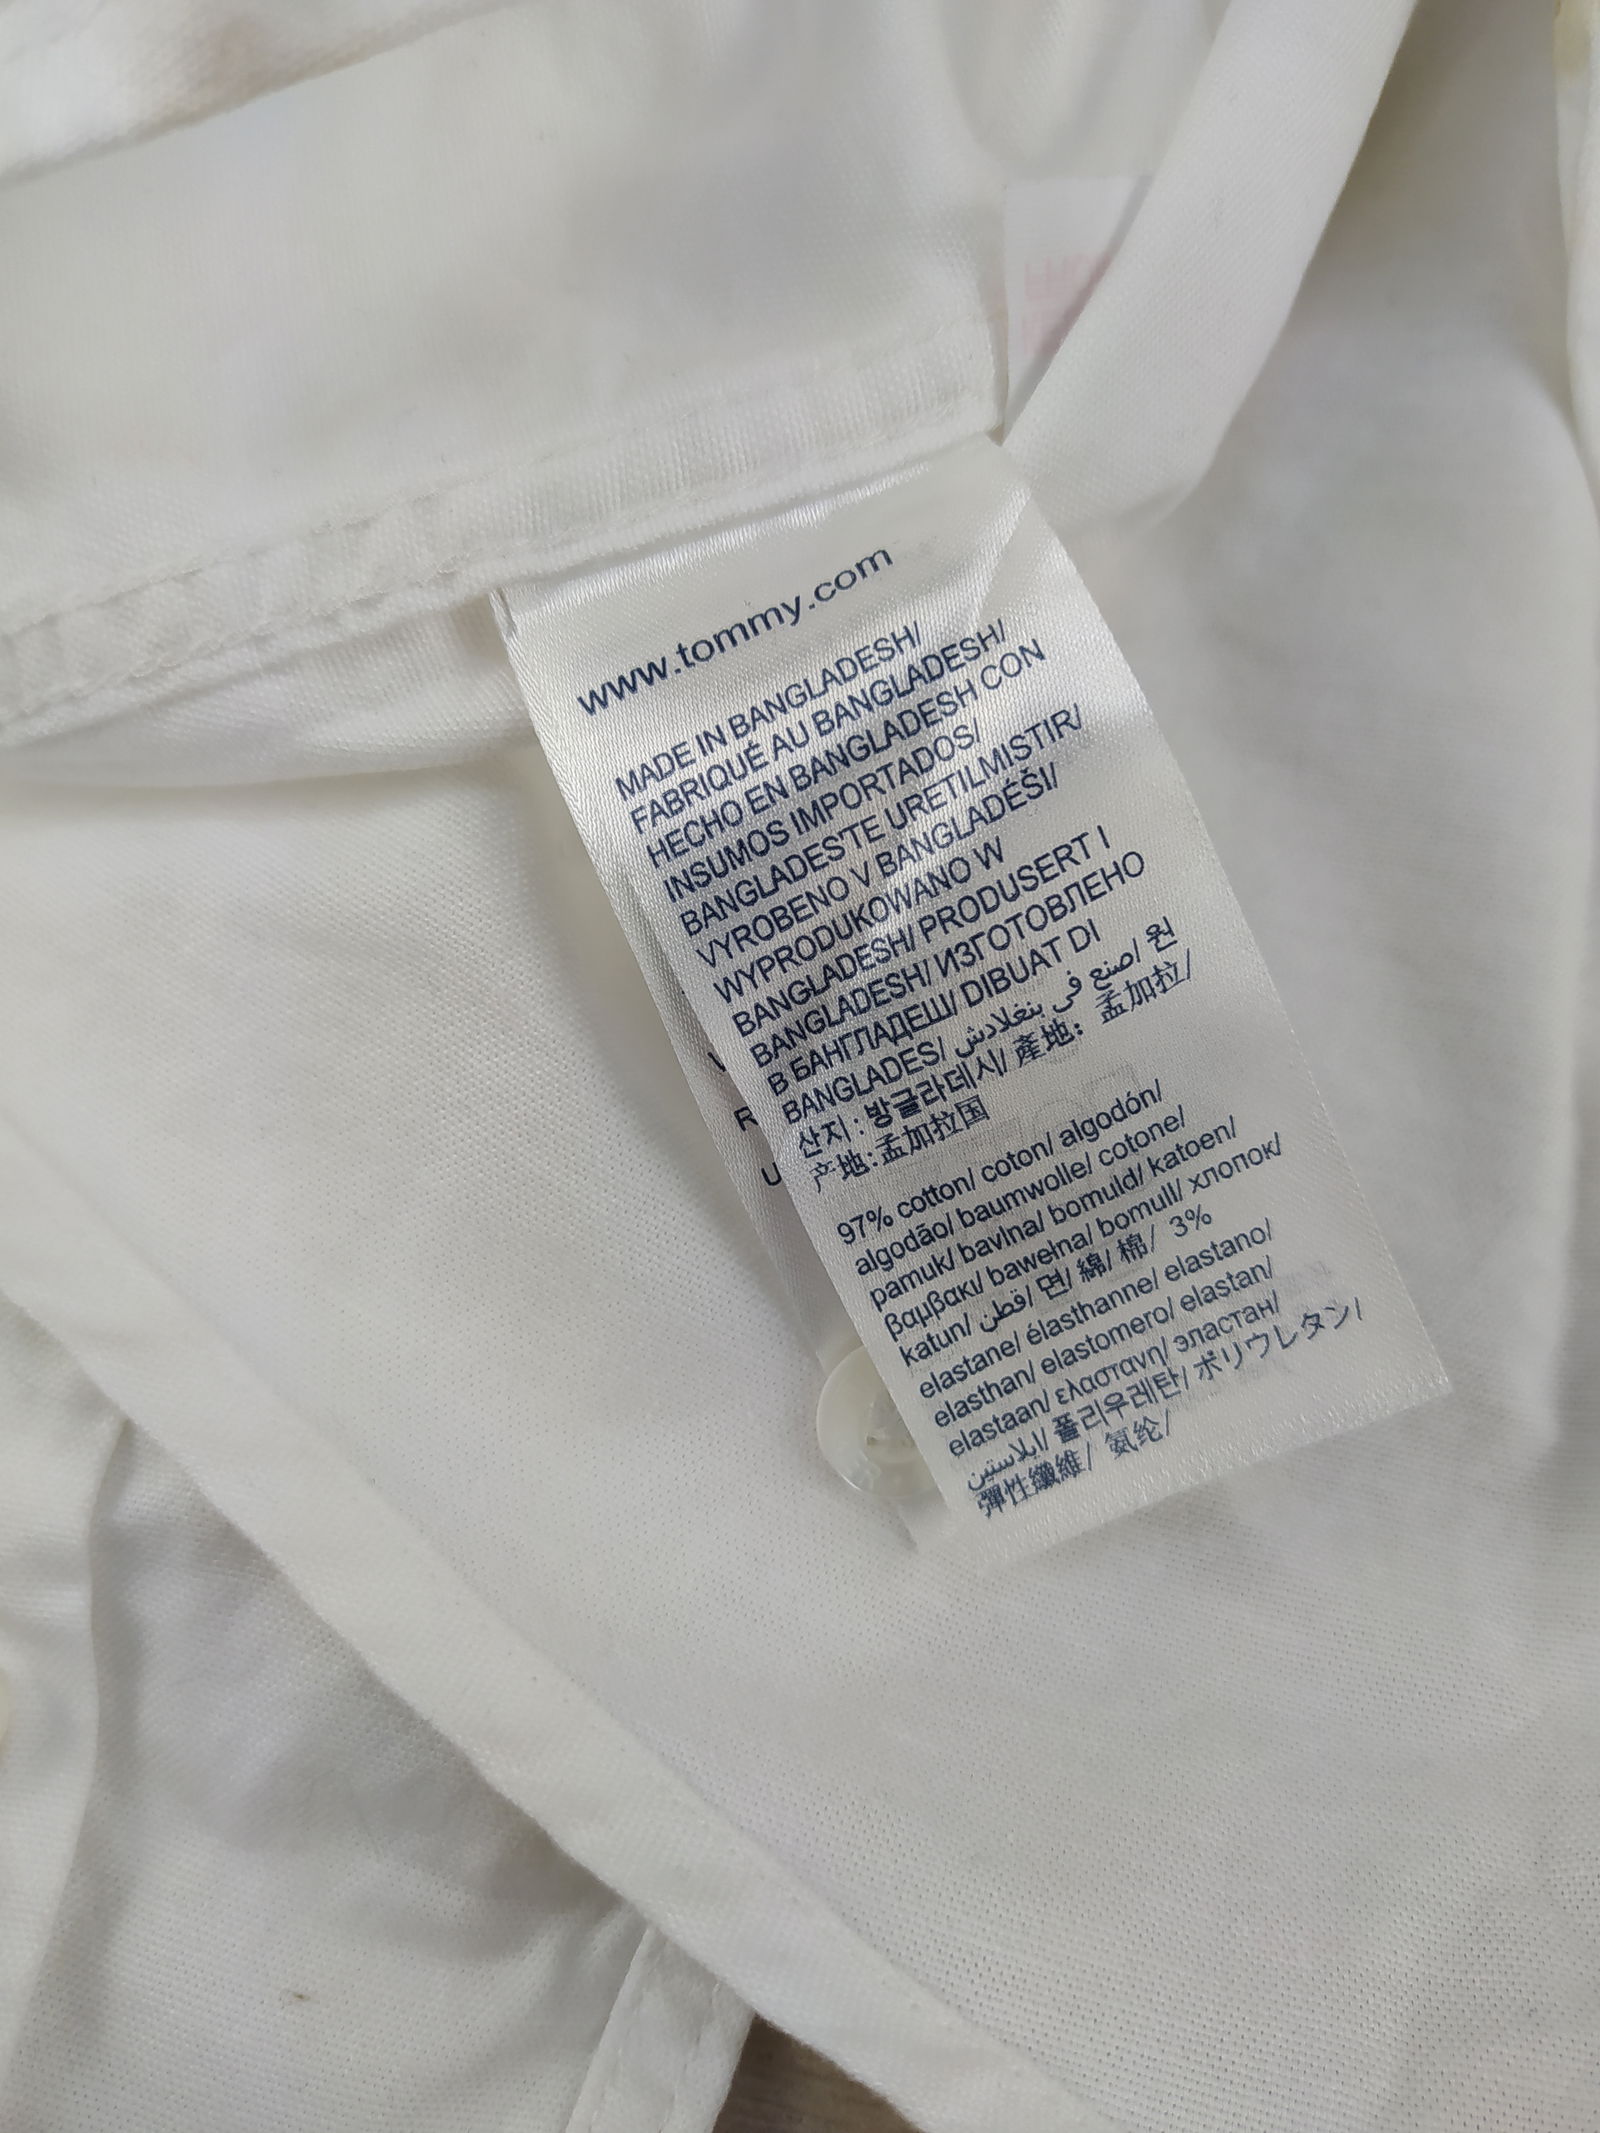 www.tommy.com
MADE IN BANGLADESH/
FABRIQUÉ AU BANGLADESH/
HECHO EN BANGLADESH CON
INSUMOS IMPORTADOS/
BANGLADEŞ'TE URETILMISTIR/
VYROBENO V BANGLADÉŠI/
WYPRODUKOWANO W
BANGLADESH/ PRODUSERT I
BANGLADESH/ ИЗГОТОВЛЕНО
В БАНГЛАДЕШ/ DIBUAT DI
BANGLADES/ صنع في بنغلادش/ 원
산지 : 방글라데시/ 產地: 孟加拉/
产地:孟加拉国
97% cotton/ coton/ algodón/
algodão/ baumwolle/ cotone/
pamuk/ bavlna/ bomuld/ katoen/
βαμβακι/ bawełna/ bomull/ хлопок/
katun/ قطن/ 면/ 綿/ 棉/ 3%
elastane/ élasthanne/ elastano/
elasthan/ elastomero/ elastan/
elastaan/ ελαστανη/ эластан/
ايلاستين/ 폴리우레탄/ ポリウレタン/
彈性纖維/ 氨纶/